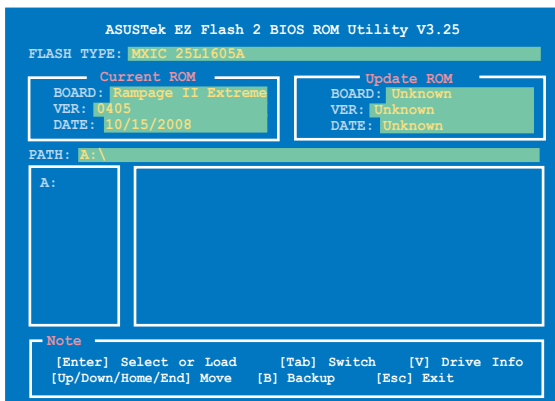 ASUSTek EZ Flash 2 BIOS ROM Utility V3.25
FLASH TYPE: MXIC 25L1605A
Current ROM
BOARD: Rampage II Extreme
VER: 0405
DATE: 10/15/2008
Update ROM
BOARD: Unknown
VER: Unknown
DATE: Unknown
PATH: A:\
A:
Note
[Enter] Select or Load [Tab] Switch [V] Drive Info
[Up/Down/Home/End] Move [B] Backup [Esc] Exit